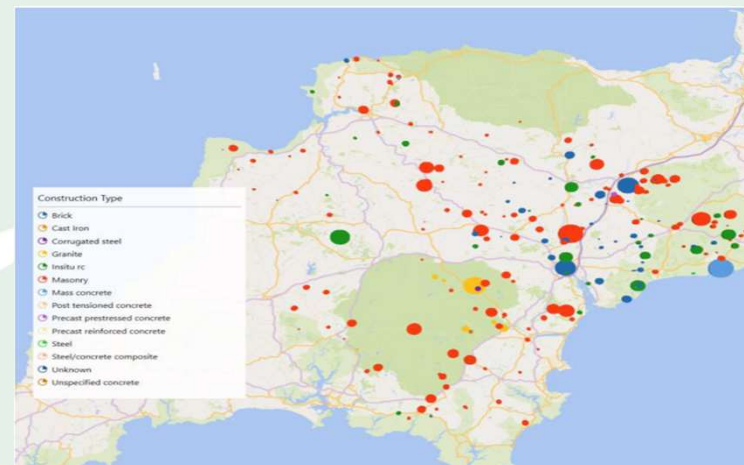 Construction Type
Brick
Cast Iron
Corrugated steel
Granite
Insitu rc
Masonry
Mass concrete
Post tensioned concrete
Precast prestressed concrete
Precast reinforced concrete
Steel
Steel/concrete composite
Unknown
Unspecified concrete